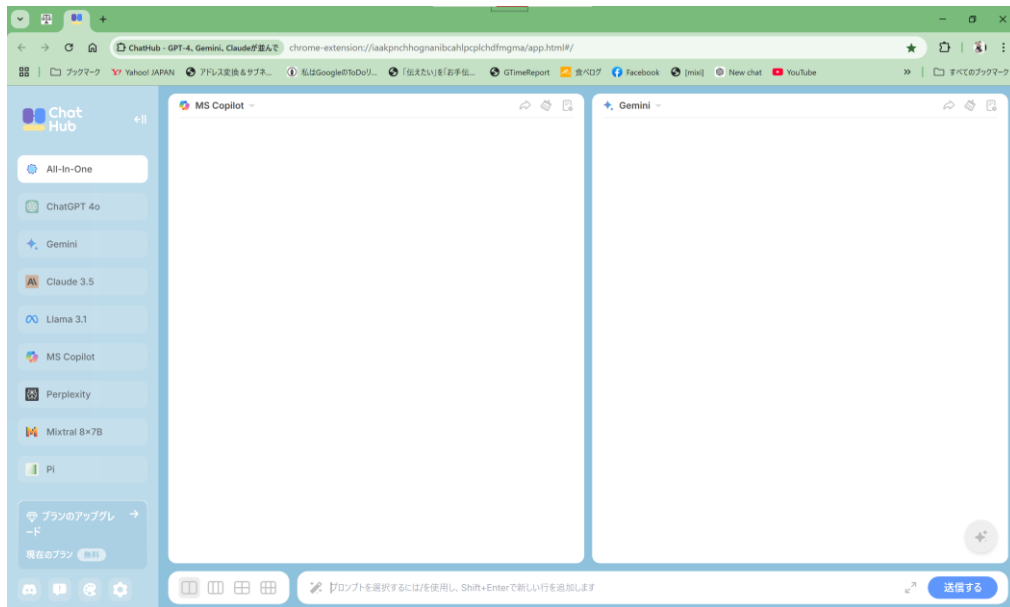 ChatHub - GPT-4、Gemini、Claudeが並んで
chrome-extension://iaakpnchhognanibcahlpcplchdfmgma/app.html#/
ブックマーク
Yahoo! JAPAN
アドレス変換＆サブネ...
私はGoogleのToDoリ...
「伝えたい」を「お手伝...
GTimeReport
食べログ
Facebook
[mixi]
New chat
YouTube
»
すべてのブックマーク
Chat
Hub
All-In-One
ChatGPT 4o
Gemini
Claude 3.5
Llama 3.1
MS Copilot
Perplexity
Mixtral 8×7B
Pi
プランのアップグレ
ード
現在のプラン 無料
MS Copilot
Gemini
プロンプトを選択するには/を使用し、Shift+Enterで新しい行を追加します
送信する